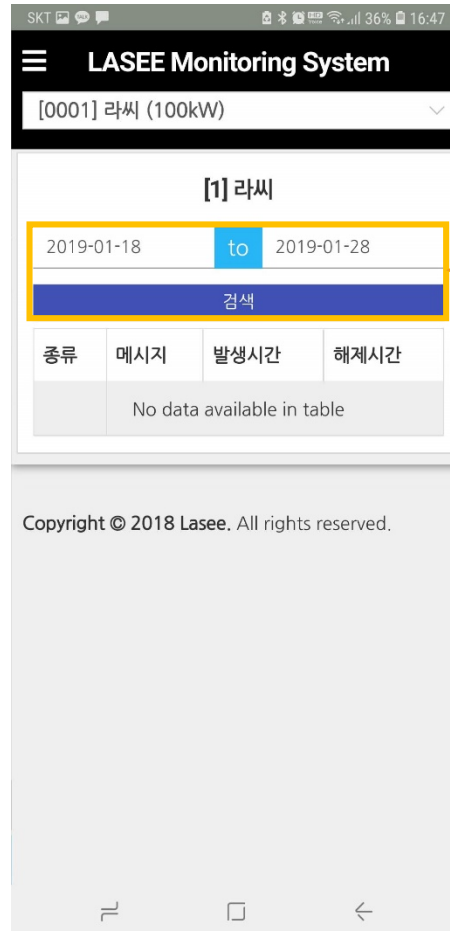 SKT 36% 16:47
LASEE Monitoring System
[0001] 라씨 (100kW)
[1] 라씨
2019-01-18 to 2019-01-28
검색
종류 메시지 발생시간 해제시간
No data available in table
Copyright © 2018 Lasee. All rights reserved.